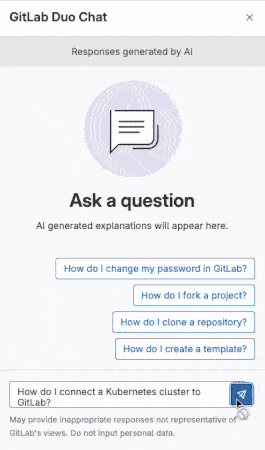 GitLab Duo Chat
Responses generated by AI
Ask a question
AI generated explanations will appear here.
How do I change my password in GitLab?
How do I fork a project?
How do I clone a repository?
How do I create a template?
How do I connect a Kubernetes cluster to
GitLab?
May provide inappropriate responses not representative of
GitLab's views. Do not input personal data.